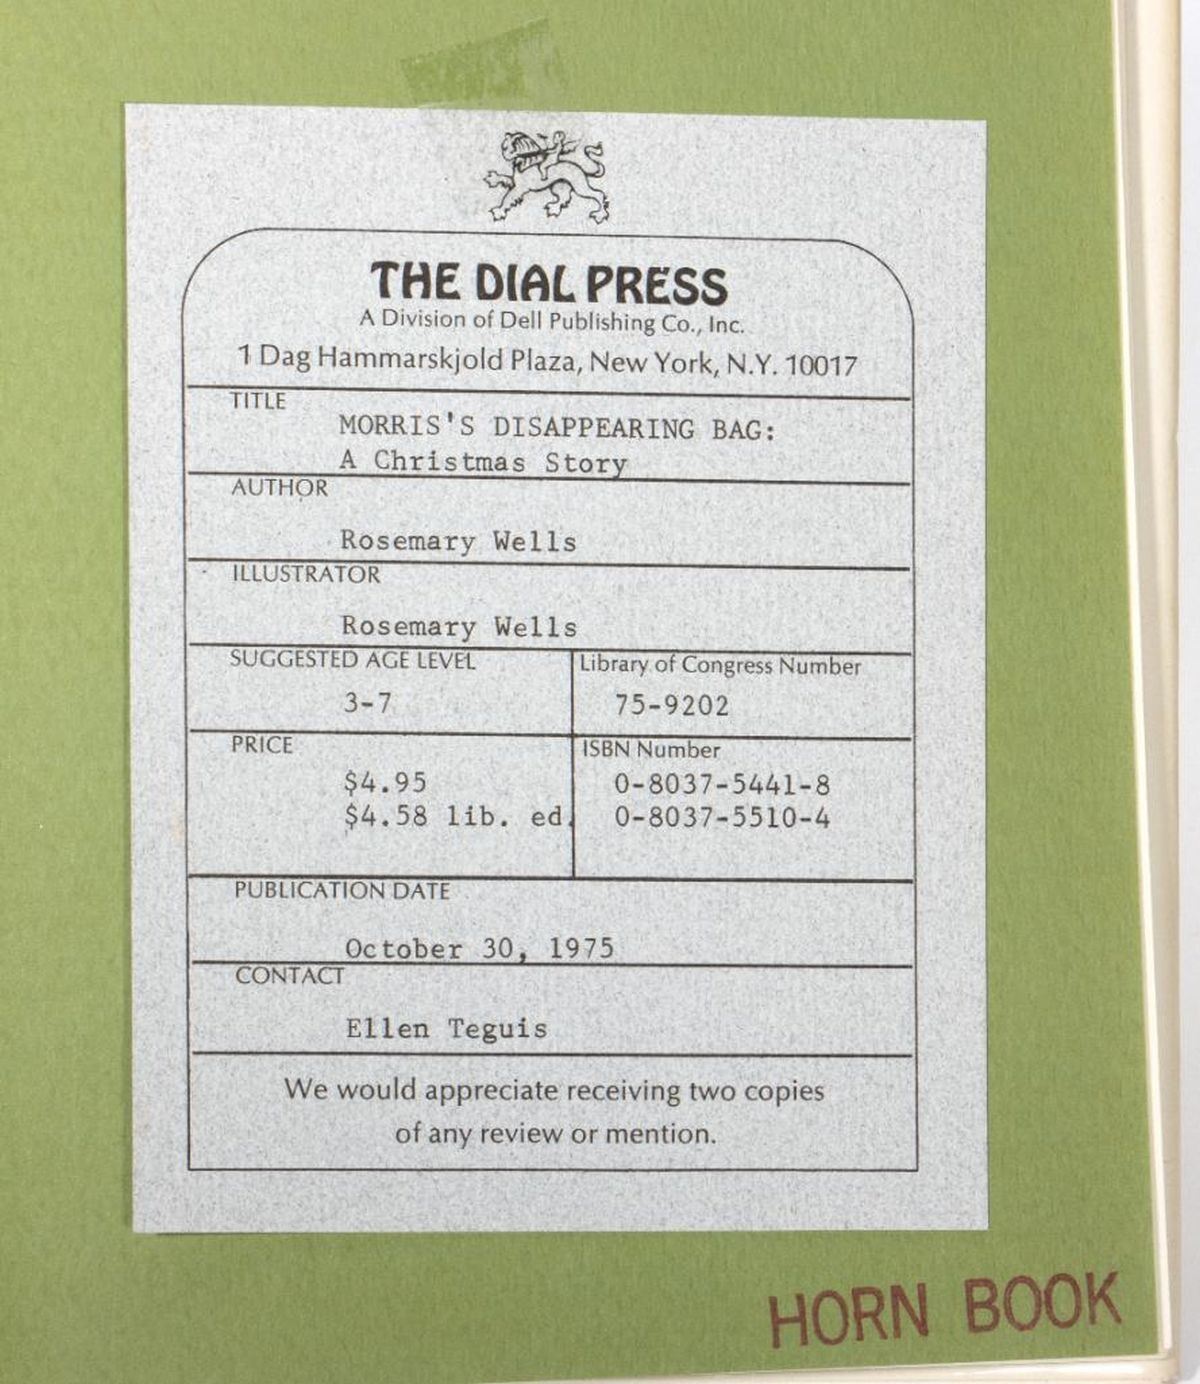 THE DIAL PRESS
A Division of Dell Publishing Co., Inc.
1 Dag Hammarskjold Plaza, New York, N.Y. 10017
TITLE
MORRIS'S DISAPPEARING BAG:
A Christmas Story
AUTHOR
Rosemary Wells
ILLUSTRATOR
Rosemary Wells
SUGGESTED AGE LEVEL
3-7
Library of Congress Number
75-9202
PRICE
$4.95
$4.58 lib. ed.
ISBN Number
0-8037-5441-8
0-8037-5510-4
PUBLICATION DATE
October 30, 1975
CONTACT
Ellen Teguis
We would appreciate receiving two copies
of any review or mention.
HORN BOOK